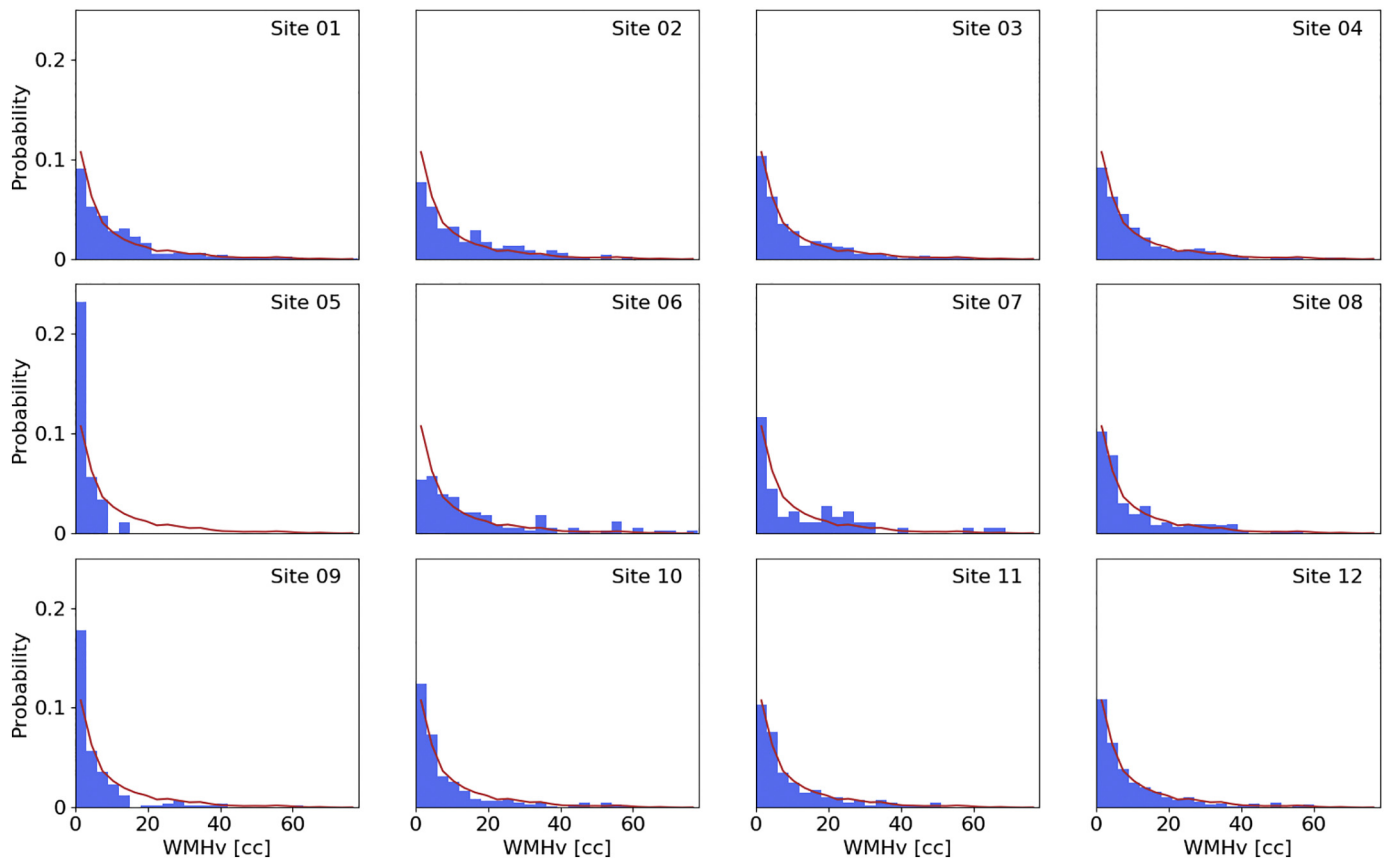 Site 01
Site 02
Site 03
Site 04
0.2
0.1
0
Probability
Site 05
Site 06
Site 07
Site 08
0.2
0.1
0
Probability
Site 09
Site 10
Site 11
Site 12
0.2
0.1
0
Probability
0 20 40 60
0 20 40 60
0 20 40 60
0 20 40 60
WMHv [cc]
WMHv [cc]
WMHv [cc]
WMHv [cc]